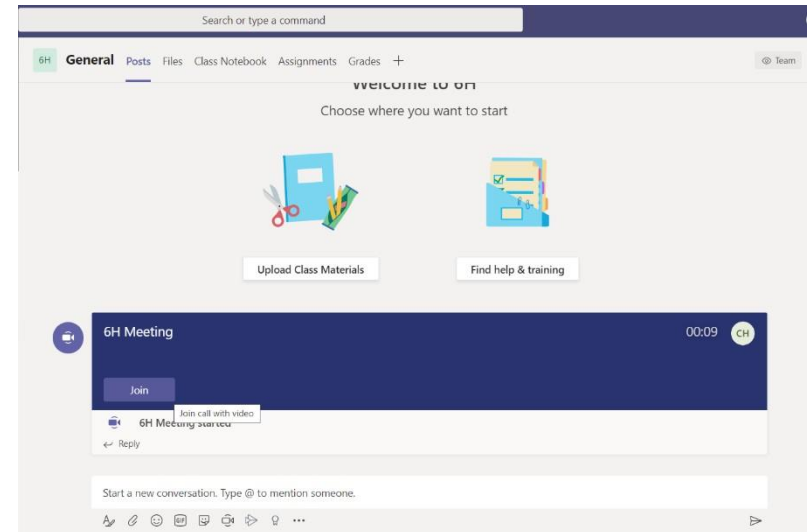 Search or type a command
6H General Posts Files Class Notebook Assignments Grades + Team
Welcome to 6H
Choose where you want to start
Upload Class Materials Find help & training
6H Meeting 00:09 CH
Join
Join call with video
6H Meeting started
Reply
Start a new conversation. Type @ to mention someone.
GIF